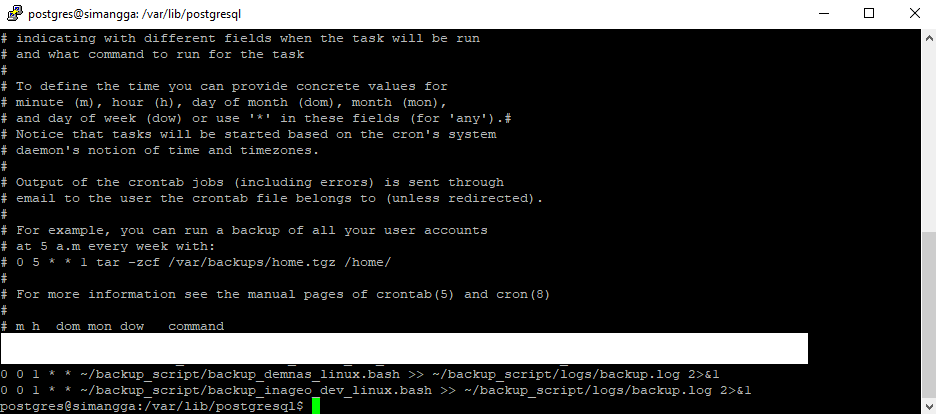 postgres@simangga: /var/lib/postgresql
# indicating with different fields when the task will be run
# and what command to run for the task
#
# To define the time you can provide concrete values for
# minute (m), hour (h), day of month (dom), month (mon),
# and day of week (dow) or use '*' in these fields (for 'any').#
# Notice that tasks will be started based on the cron's system
# daemon's notion of time and timezones.
#
# Output of the crontab jobs (including errors) is sent through
# email to the user the crontab file belongs to (unless redirected).
#
# For example, you can run a backup of all your user accounts
# at 5 a.m every week with:
# 0 5 * * 1 tar -zcf /var/backups/home.tgz /home/
#
# For more information see the manual pages of crontab(5) and cron(8)
#
# m h  dom mon dow   command
0 0 1 * * ~/backup_script/backup_demnas_linux.bash >> ~/backup_script/logs/backup.log 2>&1
0 0 1 * * ~/backup_script/backup_inageo_dev_linux.bash >> ~/backup_script/logs/backup.log 2>&1
postgres@simangga:/var/lib/postgresql$